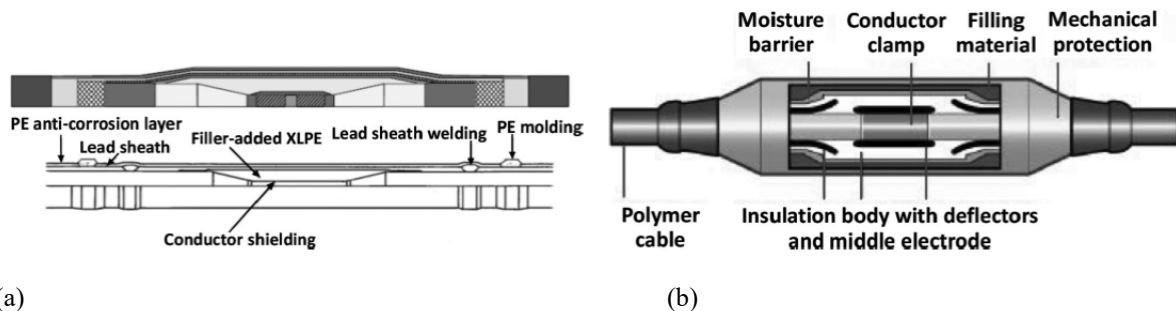 PE anti-corrosion layer
Lead sheath
Filler-added XLPE
Lead sheath welding
PE molding
Conductor shielding
(a)
Moisture
barrier
Conductor
clamp
Filling
material
Mechanical
protection
Polymer
cable
Insulation body with deflectors
and middle electrode
(b)